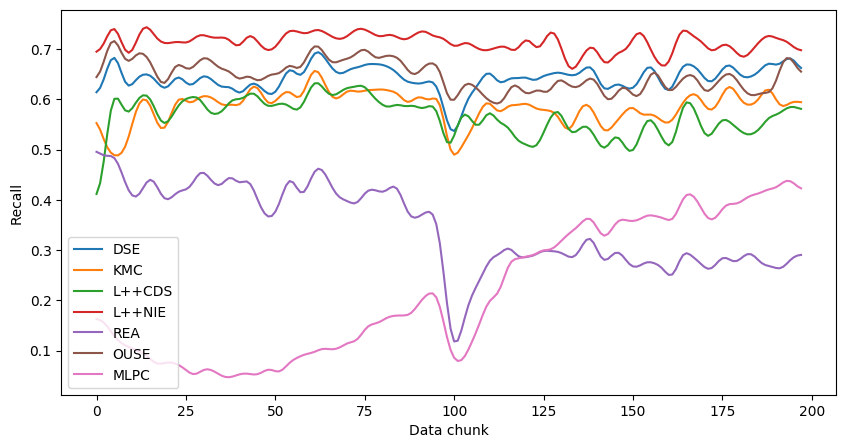 0.7
0.6
0.5
0.4
0.3
0.2
0.1
Recall
DSE
KMC
L++CDS
L++NIE
REA
OUSE
MLPC
0 25 50 75 100 125 150 175 200
Data chunk